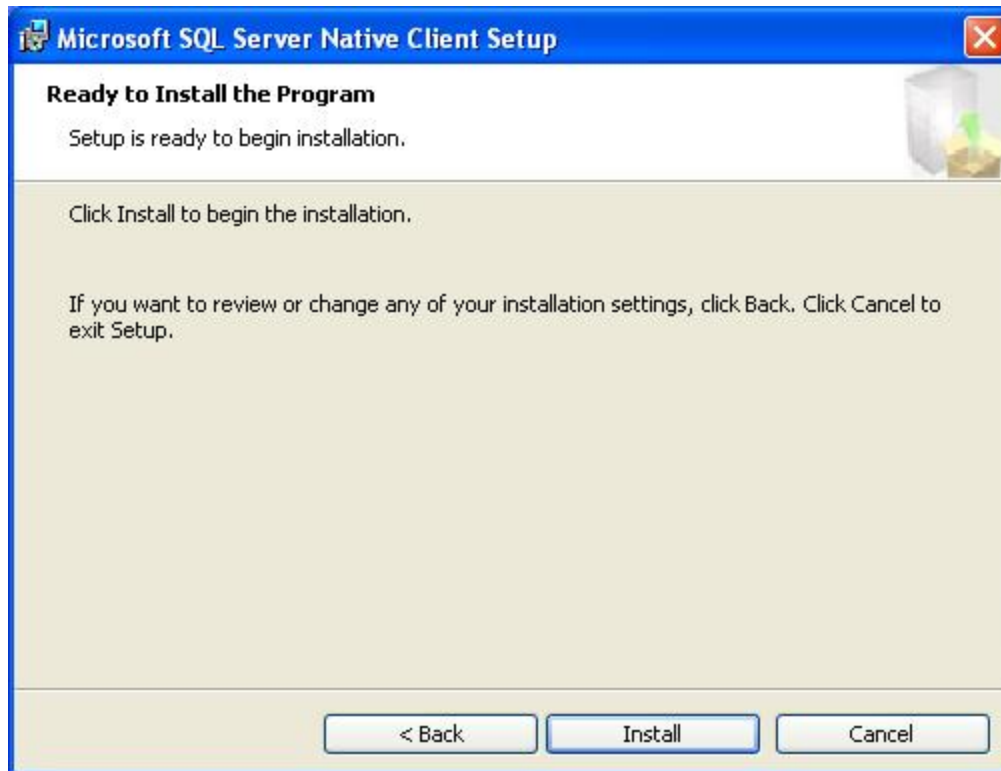 Microsoft SQL Server Native Client Setup
Ready to Install the Program
Setup is ready to begin installation.
Click Install to begin the installation.
If you want to review or change any of your installation settings, click Back. Click Cancel to
exit Setup.
< Back
Install
Cancel